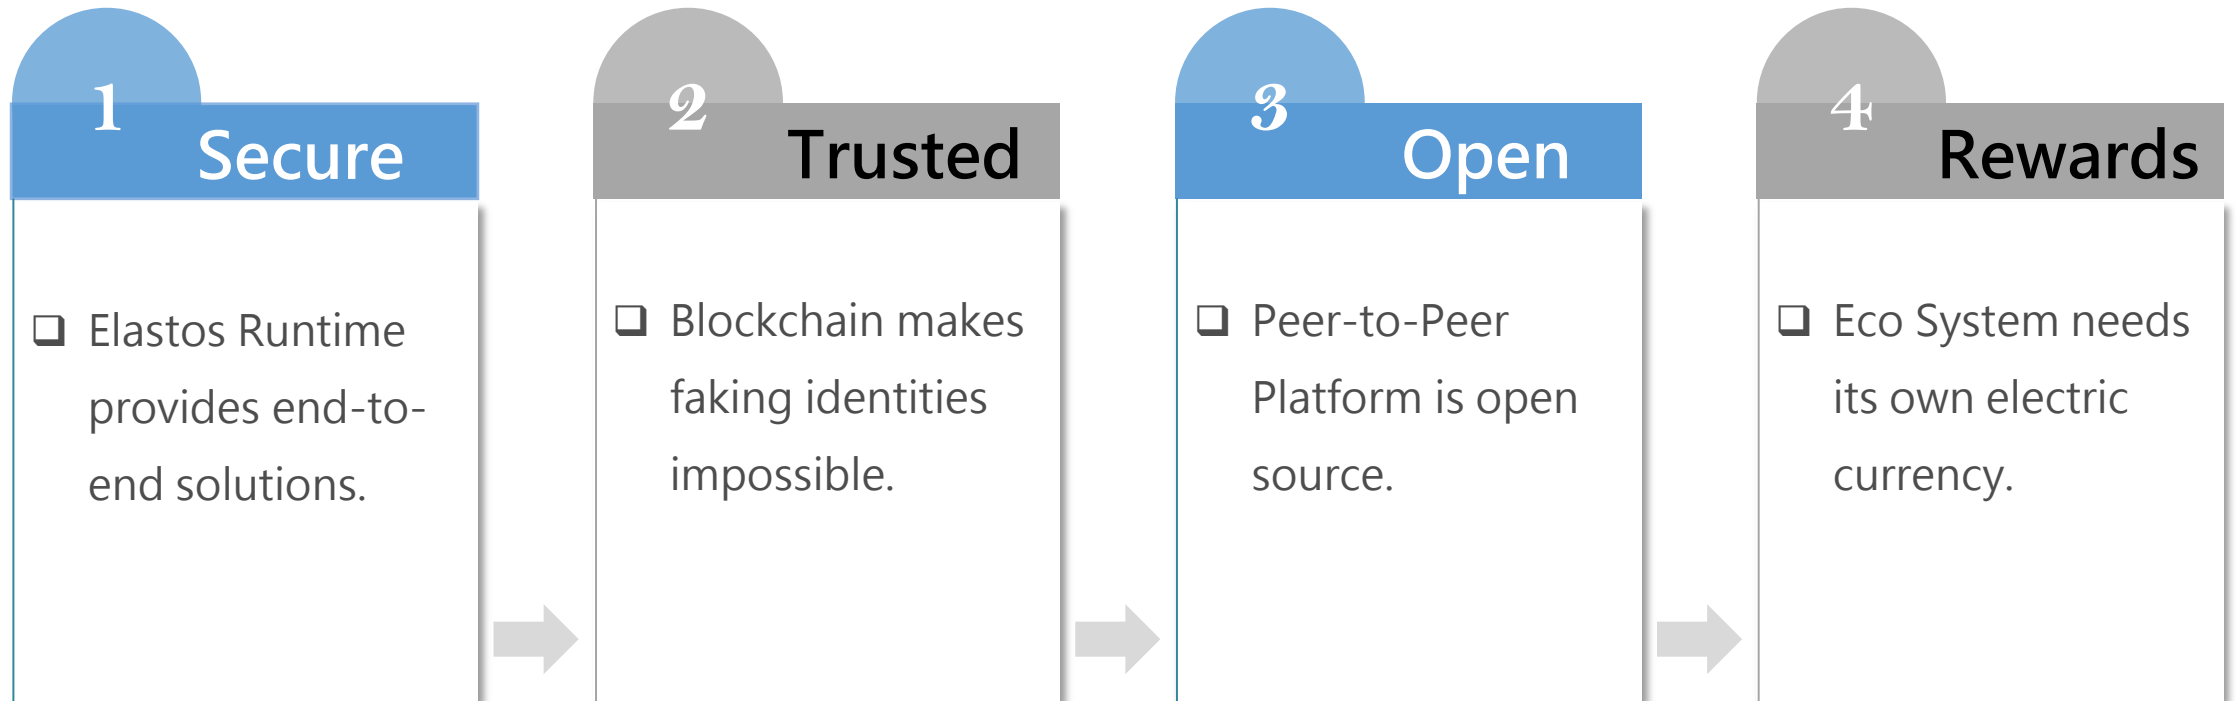 1
Secure
Elastos Runtime
provides end-to-
end solutions.
2
Trusted
Blockchain makes
faking identities
impossible.
3
Open
Peer-to-Peer
Platform is open
source.
4
Rewards
Eco System needs
its own electric
currency.